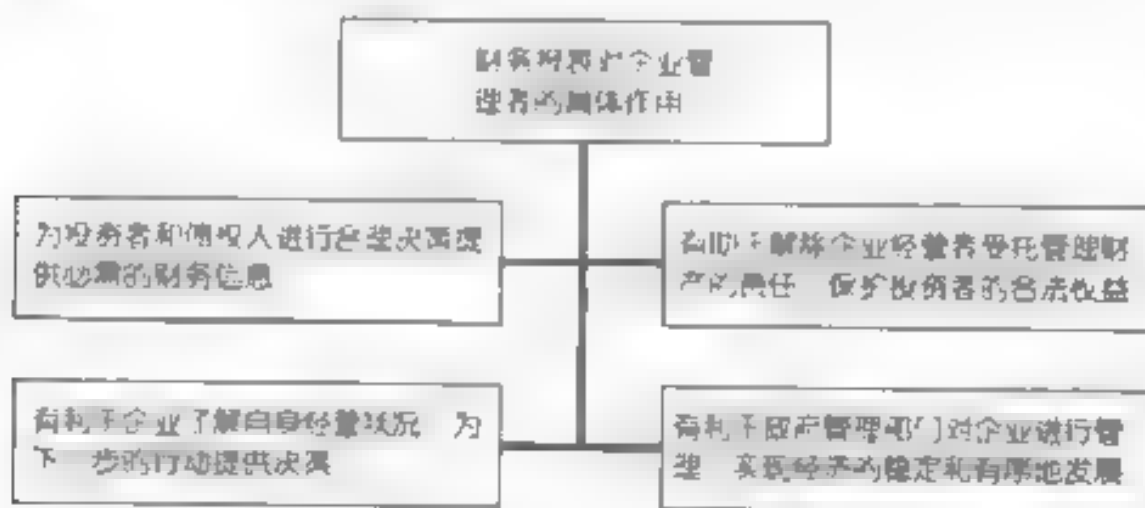 财务报表对企业管
理者的具体作用
为投资者和债权人进行合理决策提
供必需的财务信息
有助于解除企业经营者受托管理财
产的责任 保护投资者的合法权益
有利于企业了解自身经营状况 为
下一步的行动提供决策
有利于政府管理部门对企业进行管
理 实现经济的稳定和有序地发展